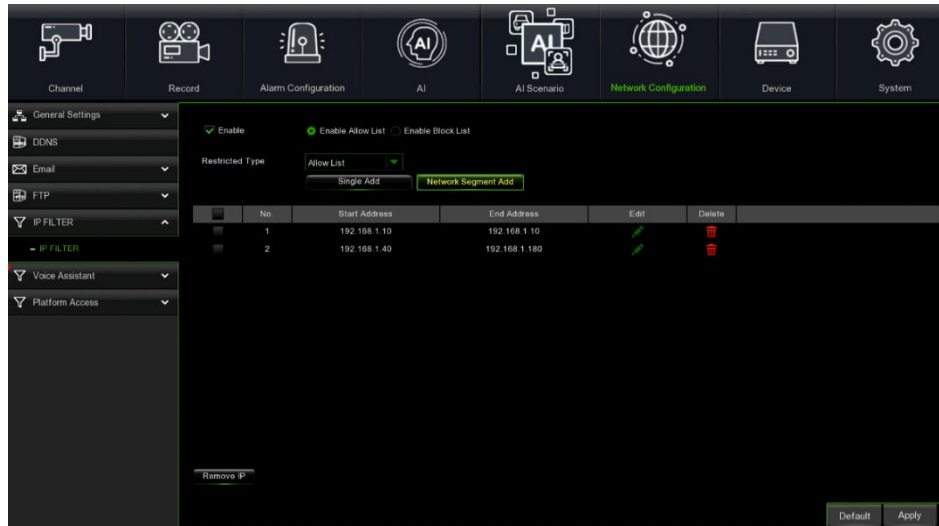 AI
AI
Channel
Record
Alarm Configuration
AI
AI Scenario
Network Configuration
Device
System
General Settings
DDNS
Email
FTP
IP FILTER
IP FILTER
Voice Assistant
Platform Access
Enable
Enable Allow List
Enable Block List
Restricted Type
Allow List
Single Add
Network Segment Add
No. Start Address End Address Edit Delete
1 192.168.1.10 192.168.1.10
2 192.168.1.40 192.168.1.180
Remove IP
Default
Apply